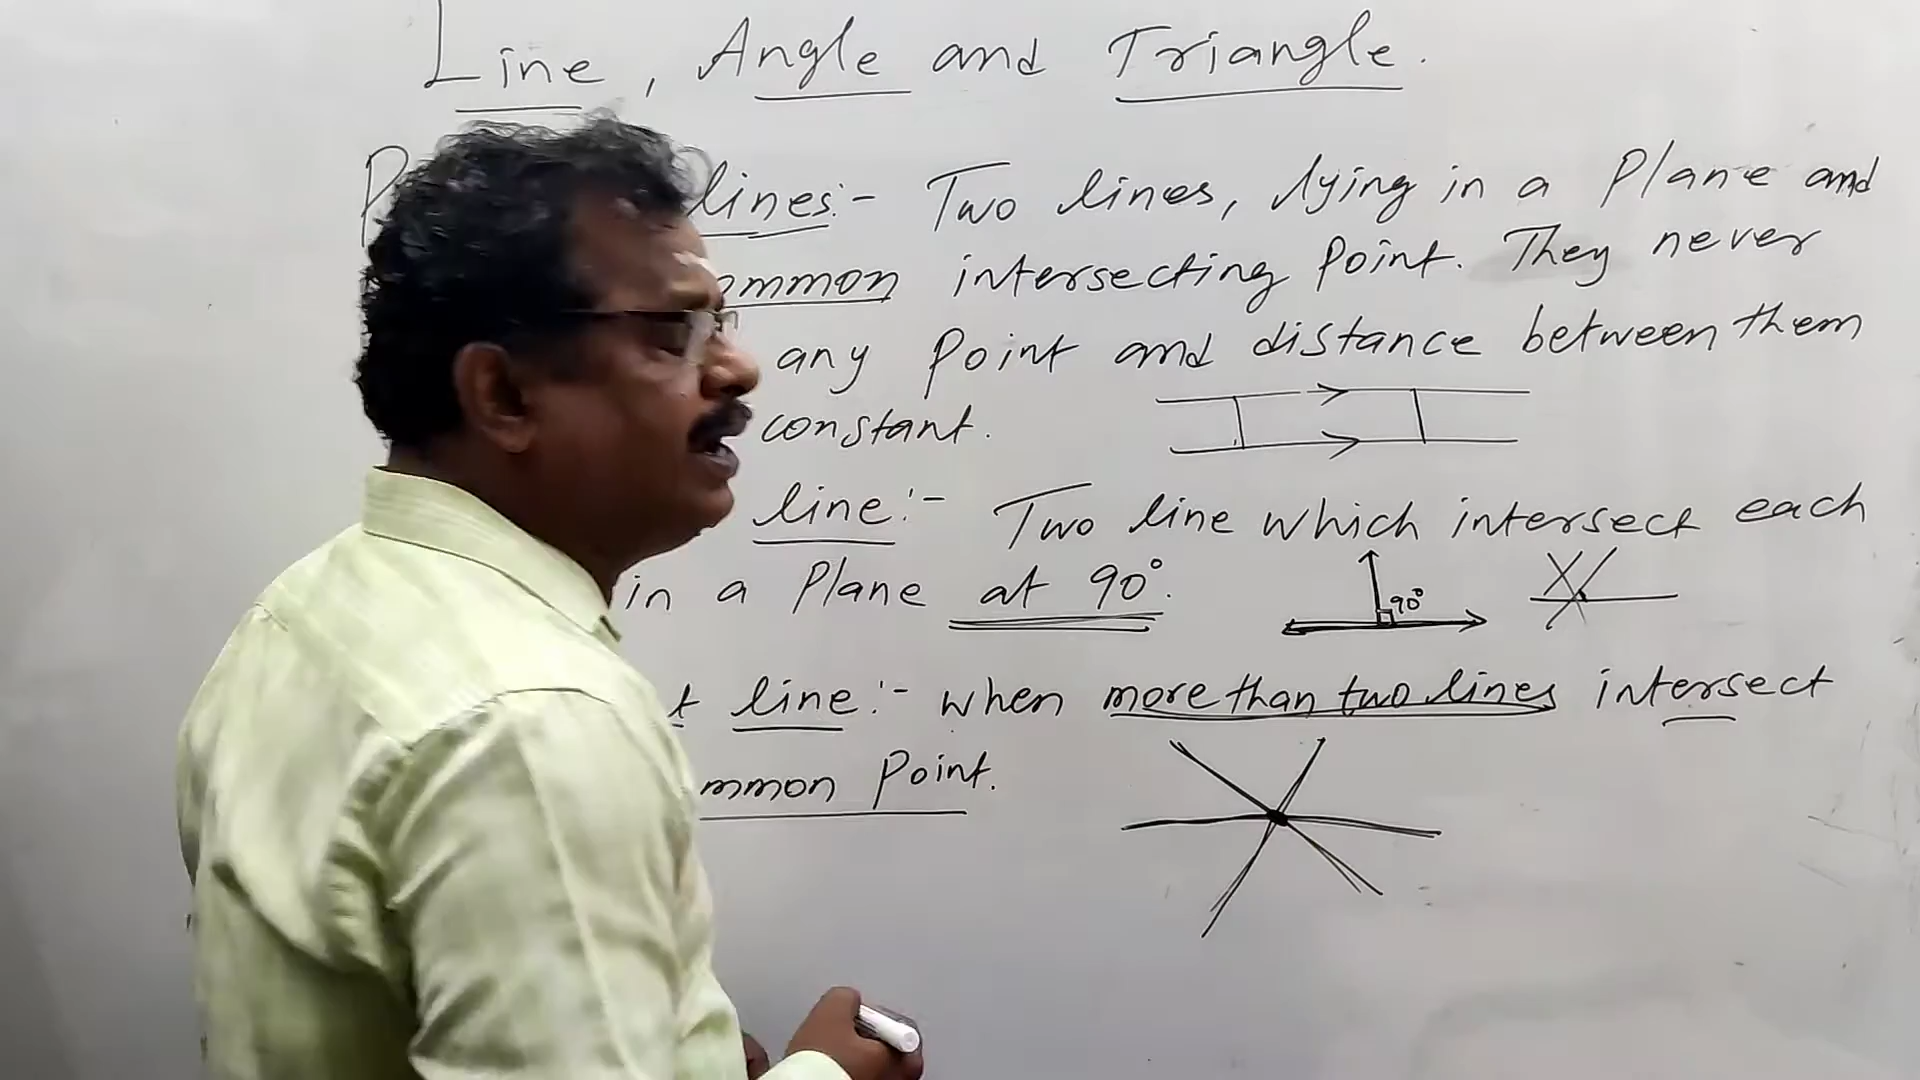 Line, Angle and Triangle.
lines:- Two lines, lying in a Plane and
intersecting Point. They never
any Point and distance between them
constant.
line:- Two line which intersect each
in a Plane at 90°.
90°
line:- when more than two lines intersect
Point.